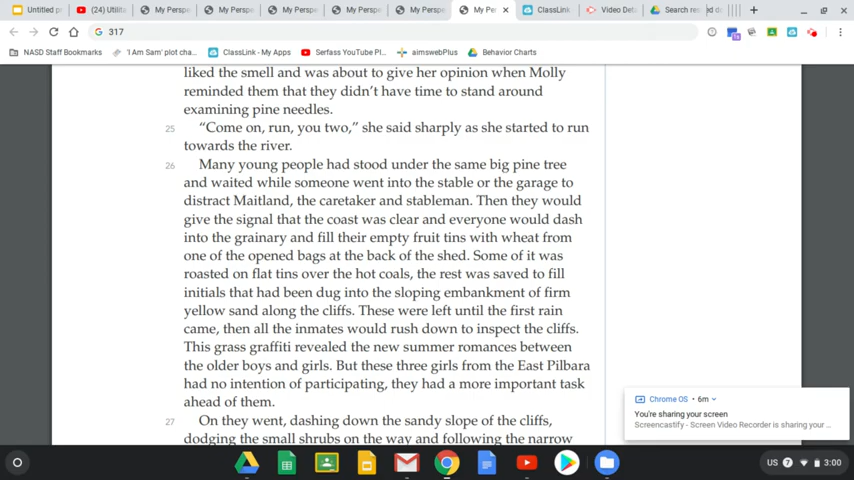 Untitled pr
(24) Utilita
My Perspe
My Perspe
My Perspe
My Perspe
My Perspe
My Pe
ClassLink
Video Deta
Search res
317
NASD Staff Bookmarks
'I Am Sam' plot cha...
ClassLink - My Apps
Serfass YouTube Pl...
aimswebPlus
Behavior Charts
liked the smell and was about to give her opinion when Molly
reminded them that they didn't have time to stand around
examining pine needles.
25 "Come on, run, you two," she said sharply as she started to run
towards the river.
26 Many young people had stood under the same big pine tree
and waited while someone went into the stable or the garage to
distract Maitland, the caretaker and stableman. Then they would
give the signal that the coast was clear and everyone would dash
into the grainary and fill their empty fruit tins with wheat from
one of the opened bags at the back of the shed. Some of it was
roasted on flat tins over the hot coals, the rest was saved to fill
initials that had been dug into the sloping embankment of firm
yellow sand along the cliffs. These were left until the first rain
came, then all the inmates would rush down to inspect the cliffs.
This grass graffiti revealed the new summer romances between
the older boys and girls. But these three girls from the East Pilbara
had no intention of participating, they had a more important task
ahead of them.
27 On they went, dashing down the sandy slope of the cliffs,
dodging the small shrubs on the way and following the narrow
Chrome OS • 6m
You're sharing your screen
Screencastify - Screen Video Recorder is sharing your ...
US
3:00